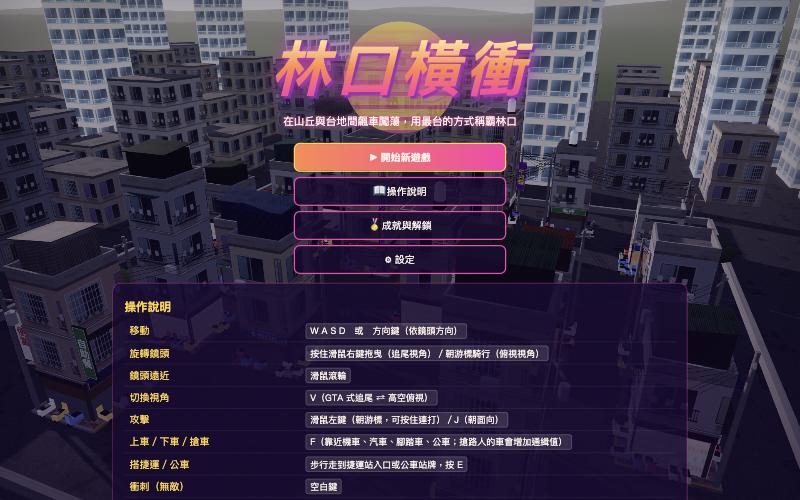 林口橫衝
在山丘與台地間飆車闖蕩，用最台的方式稱霸林口
▶ 開始新遊戲
📖 操作說明
🏅 成就與解鎖
⚙ 設定
操作說明
移動 W A S D 或 方向鍵（依鏡頭方向）
旋轉鏡頭 按住滑鼠右鍵拖曳（追尾視角）/ 朝游標騎行（俯視視角）
鏡頭遠近 滑鼠滾輪
切換視角 V（GTA 式追尾 ⇄ 高空俯視）
攻擊 滑鼠左鍵（朝游標，可按住連打） / J（朝面向）
上車 / 下車 / 搶車 F（靠近機車、汽車、腳踏車、公車；搶路人的車會增加通緝值）
搭捷運 / 公車 步行走到捷運站入口或公車站牌，按 E
衝刺（無敵） 空白鍵